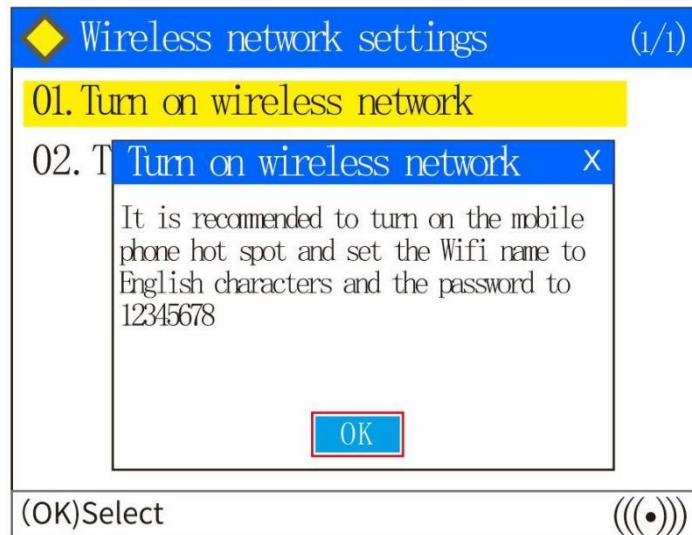 Wireless network settings (1/1)
01.Turn on wireless network
02. T
Turn on wireless network X
It is recommended to turn on the mobile
phone hot spot and set the Wifi name to
English characters and the password to
12345678
OK
(OK)Select